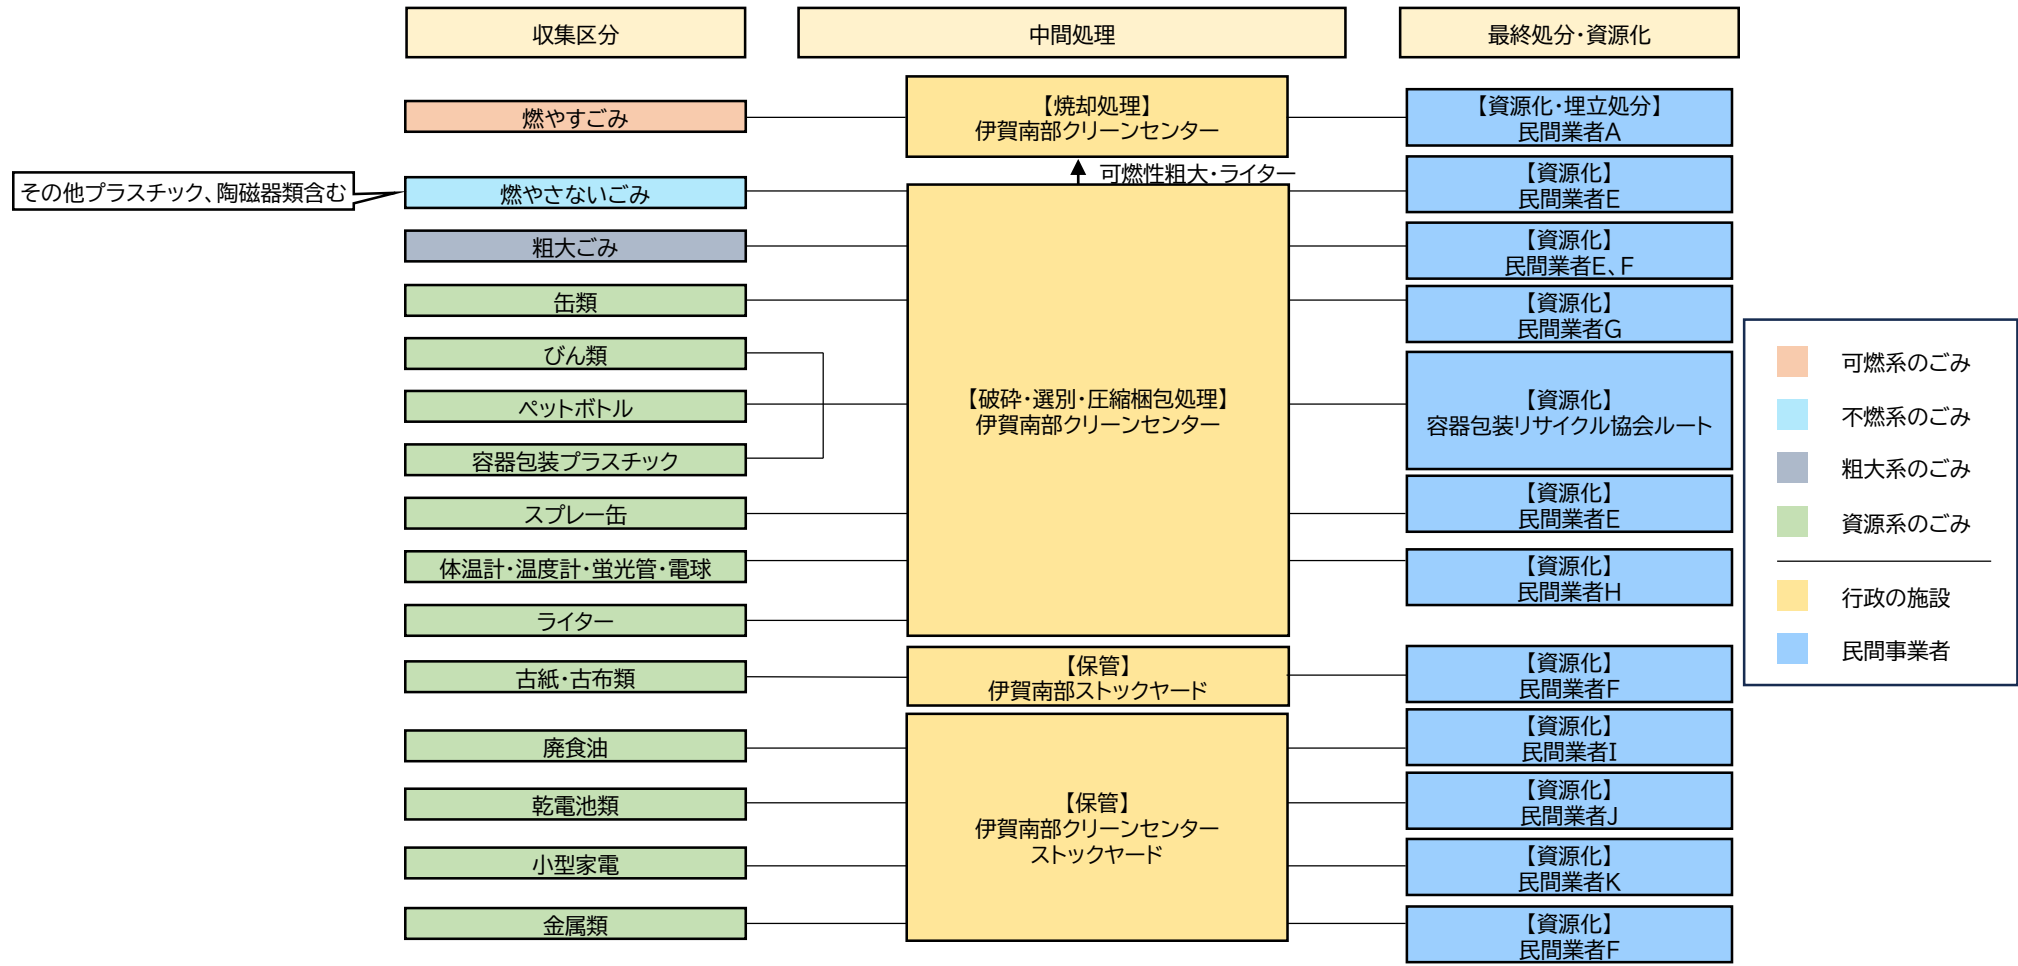 収集区分
中間処理
最終処分・資源化
燃やすごみ
【焼却処理】
伊賀南部クリーンセンター
【資源化・埋立処分】
民間業者A
可燃性粗大・ライター
その他プラスチック、陶磁器類含む
燃やさないごみ
【資源化】
民間業者E
粗大ごみ
【資源化】
民間業者E、F
缶類
【資源化】
民間業者G
びん類
ペットボトル
容器包装プラスチック
【破砕・選別・圧縮梱包処理】
伊賀南部クリーンセンター
【資源化】
容器包装リサイクル協会ルート
スプレー缶
【資源化】
民間業者E
体温計・温度計・蛍光管・電球
【資源化】
民間業者H
ライター
古紙・古布類
【保管】
伊賀南部ストックヤード
【資源化】
民間業者F
廃食油
【資源化】
民間業者I
乾電池類
【保管】
伊賀南部クリーンセンター
ストックヤード
【資源化】
民間業者J
小型家電
【資源化】
民間業者K
金属類
【資源化】
民間業者F
可燃系のごみ
不燃系のごみ
粗大系のごみ
資源系のごみ
行政の施設
民間事業者